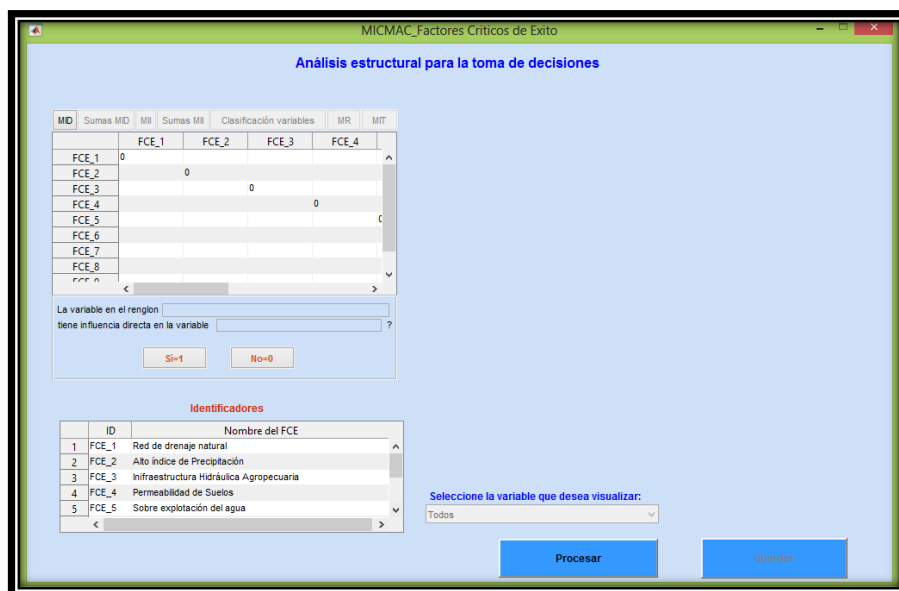 MICMAC_Factores Criticos de Exito
Análisis estructural para la toma de decisiones
MID Sumas MID MII Sumas MII Clasificación variables MR MIT
FCE_1 FCE_2 FCE_3 FCE_4
FCE_1 0
FCE_2 0
FCE_3 0
FCE_4 0
FCE_5 0
FCE_6
FCE_7
FCE_8
La variable en el renglon
tiene influencia directa en la variable ?
Sí=1 No=0
Identificadores
ID Nombre del FCE
1 FCE_1 Red de drenaje natural
2 FCE_2 Alto índice de Precipitación
3 FCE_3 Inifraestructura Hidráulica Agropecuaria
4 FCE_4 Permeabilidad de Suelos
5 FCE_5 Sobre explotación del agua
Seleccione la variable que desea visualizar:
Todos
Procesar Guardar